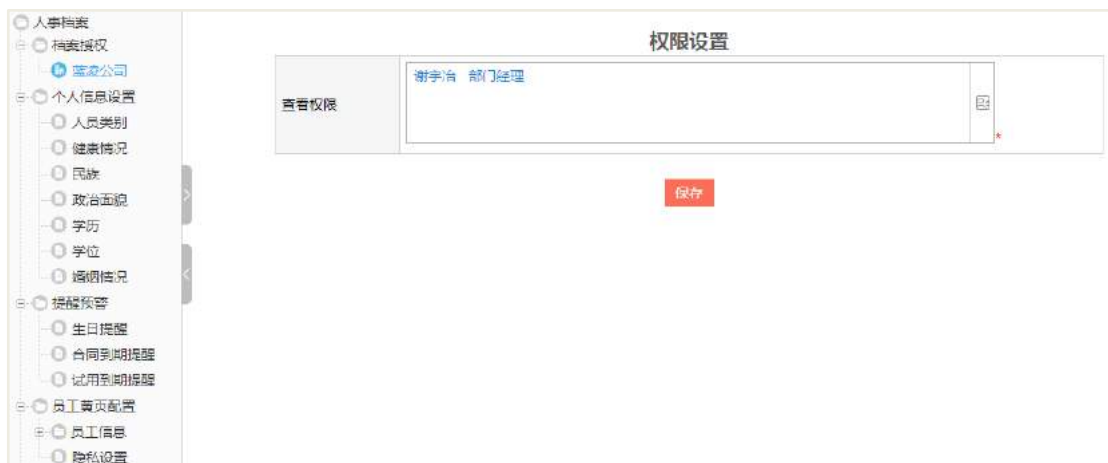 人事档案
档案授权
蓝凌公司
个人信息设置
人员类别
健康情况
民族
政治面貌
学历
学位
婚姻情况
提醒预警
生日提醒
合同到期提醒
试用到期提醒
员工黄页配置
员工信息
隐私设置
权限设置
查看权限
谢宇冶 部门经理
*
保存